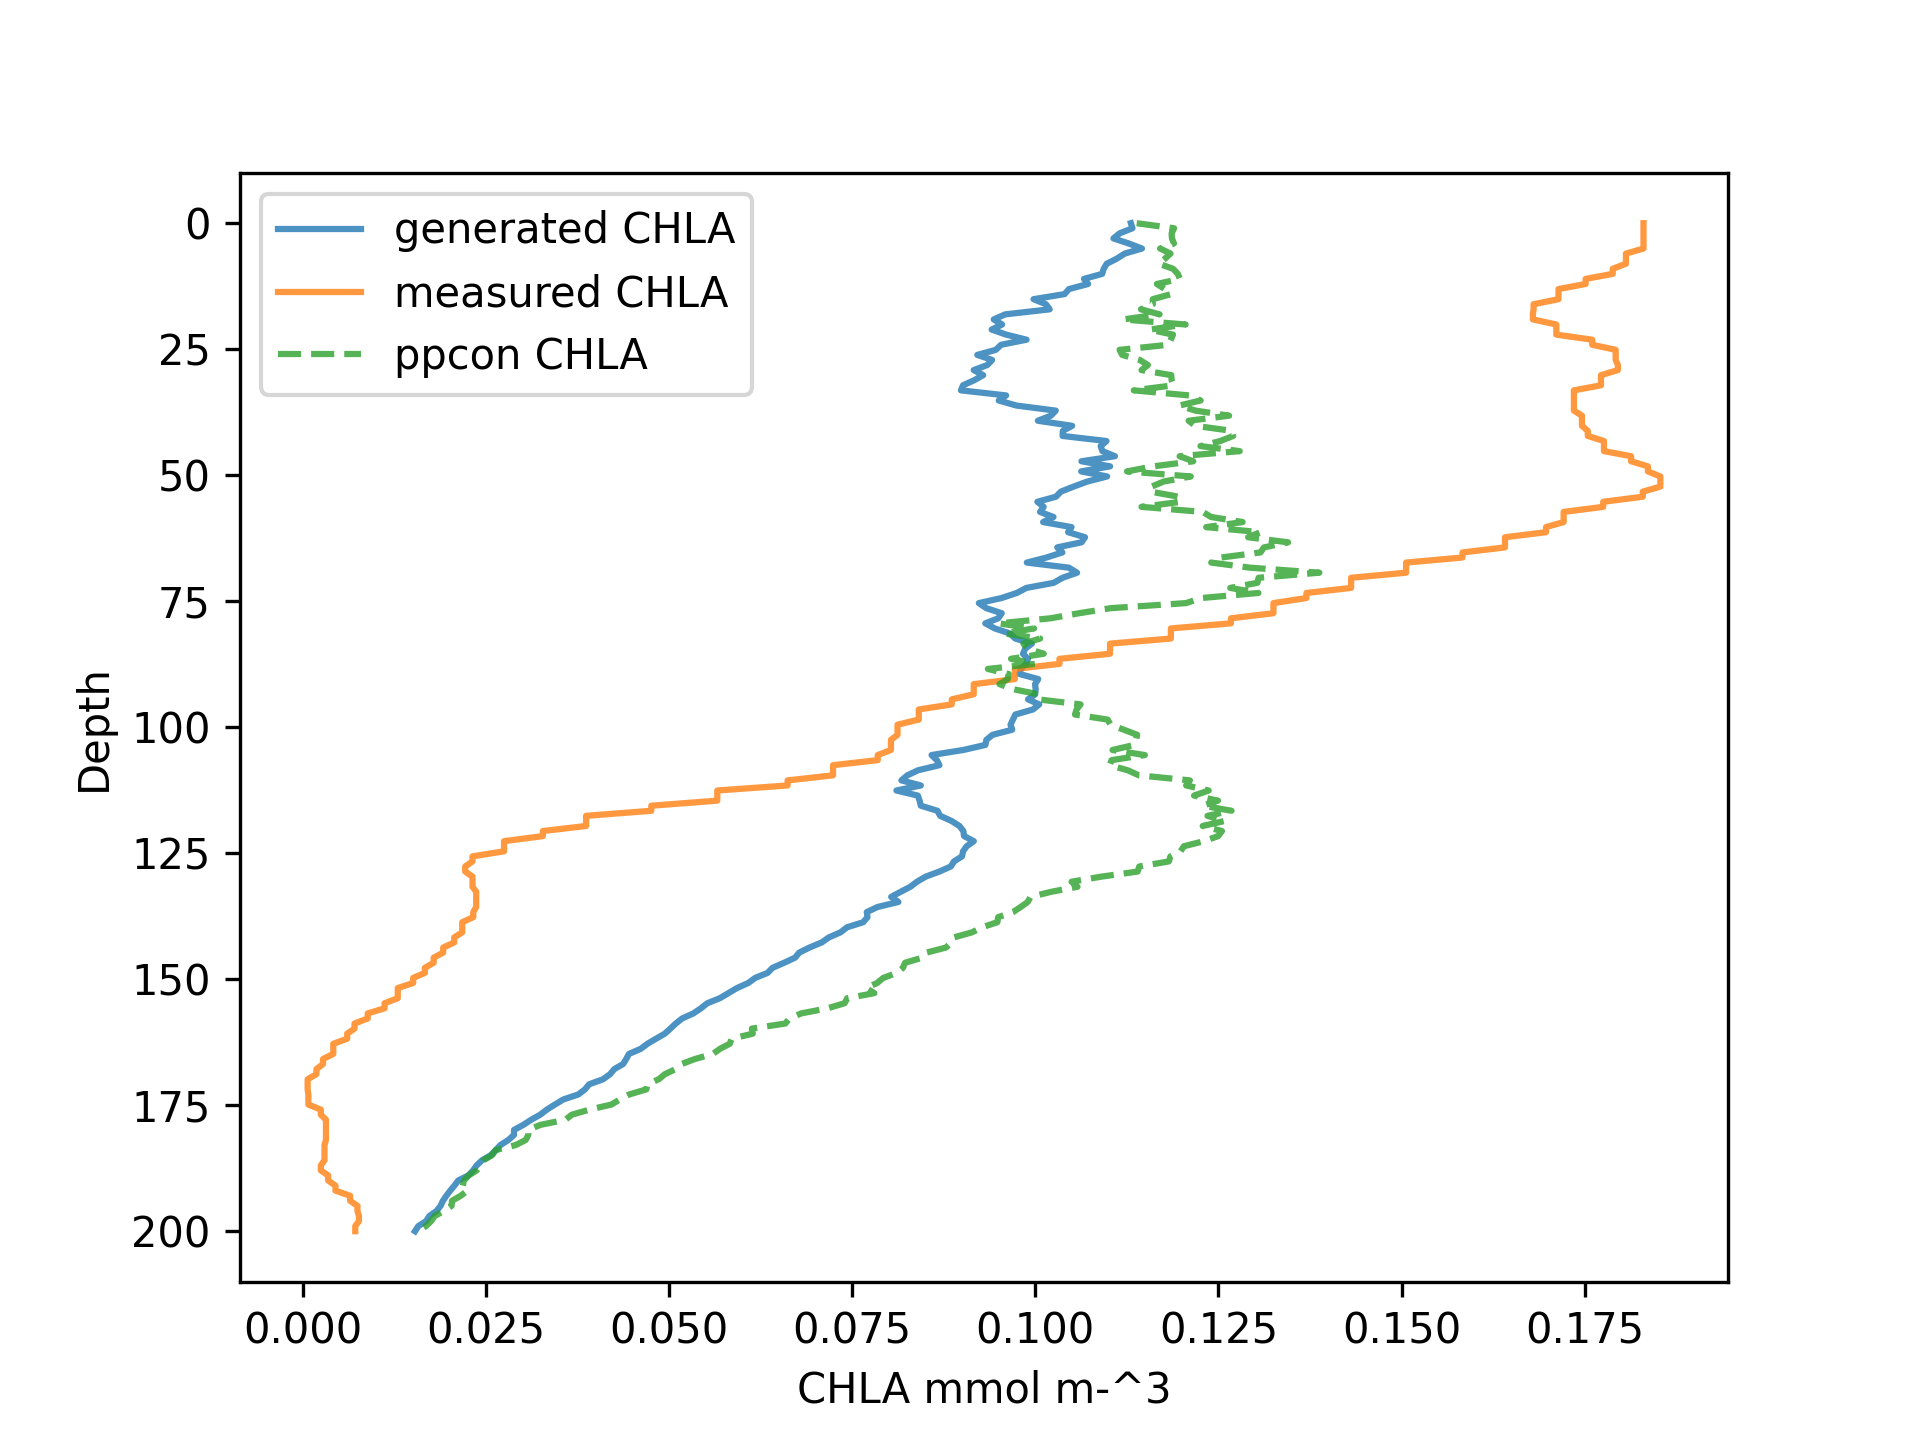 generated CHLA
measured CHLA
ppcon CHLA
0
25
50
75
100
125
150
175
200
Depth
0.000 0.025 0.050 0.075 0.100 0.125 0.150 0.175
CHLA mmol m-^3